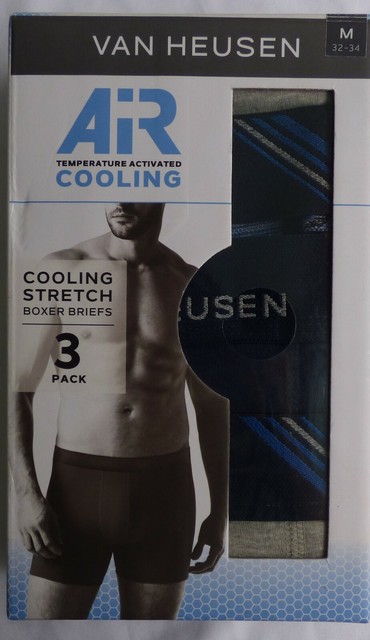 VAN HEUSEN
M
32-34
AiR
TEMPERATURE ACTIVATED
COOLING
COOLING
STRETCH
BOXER BRIEFS
3
PACK
EUSEN